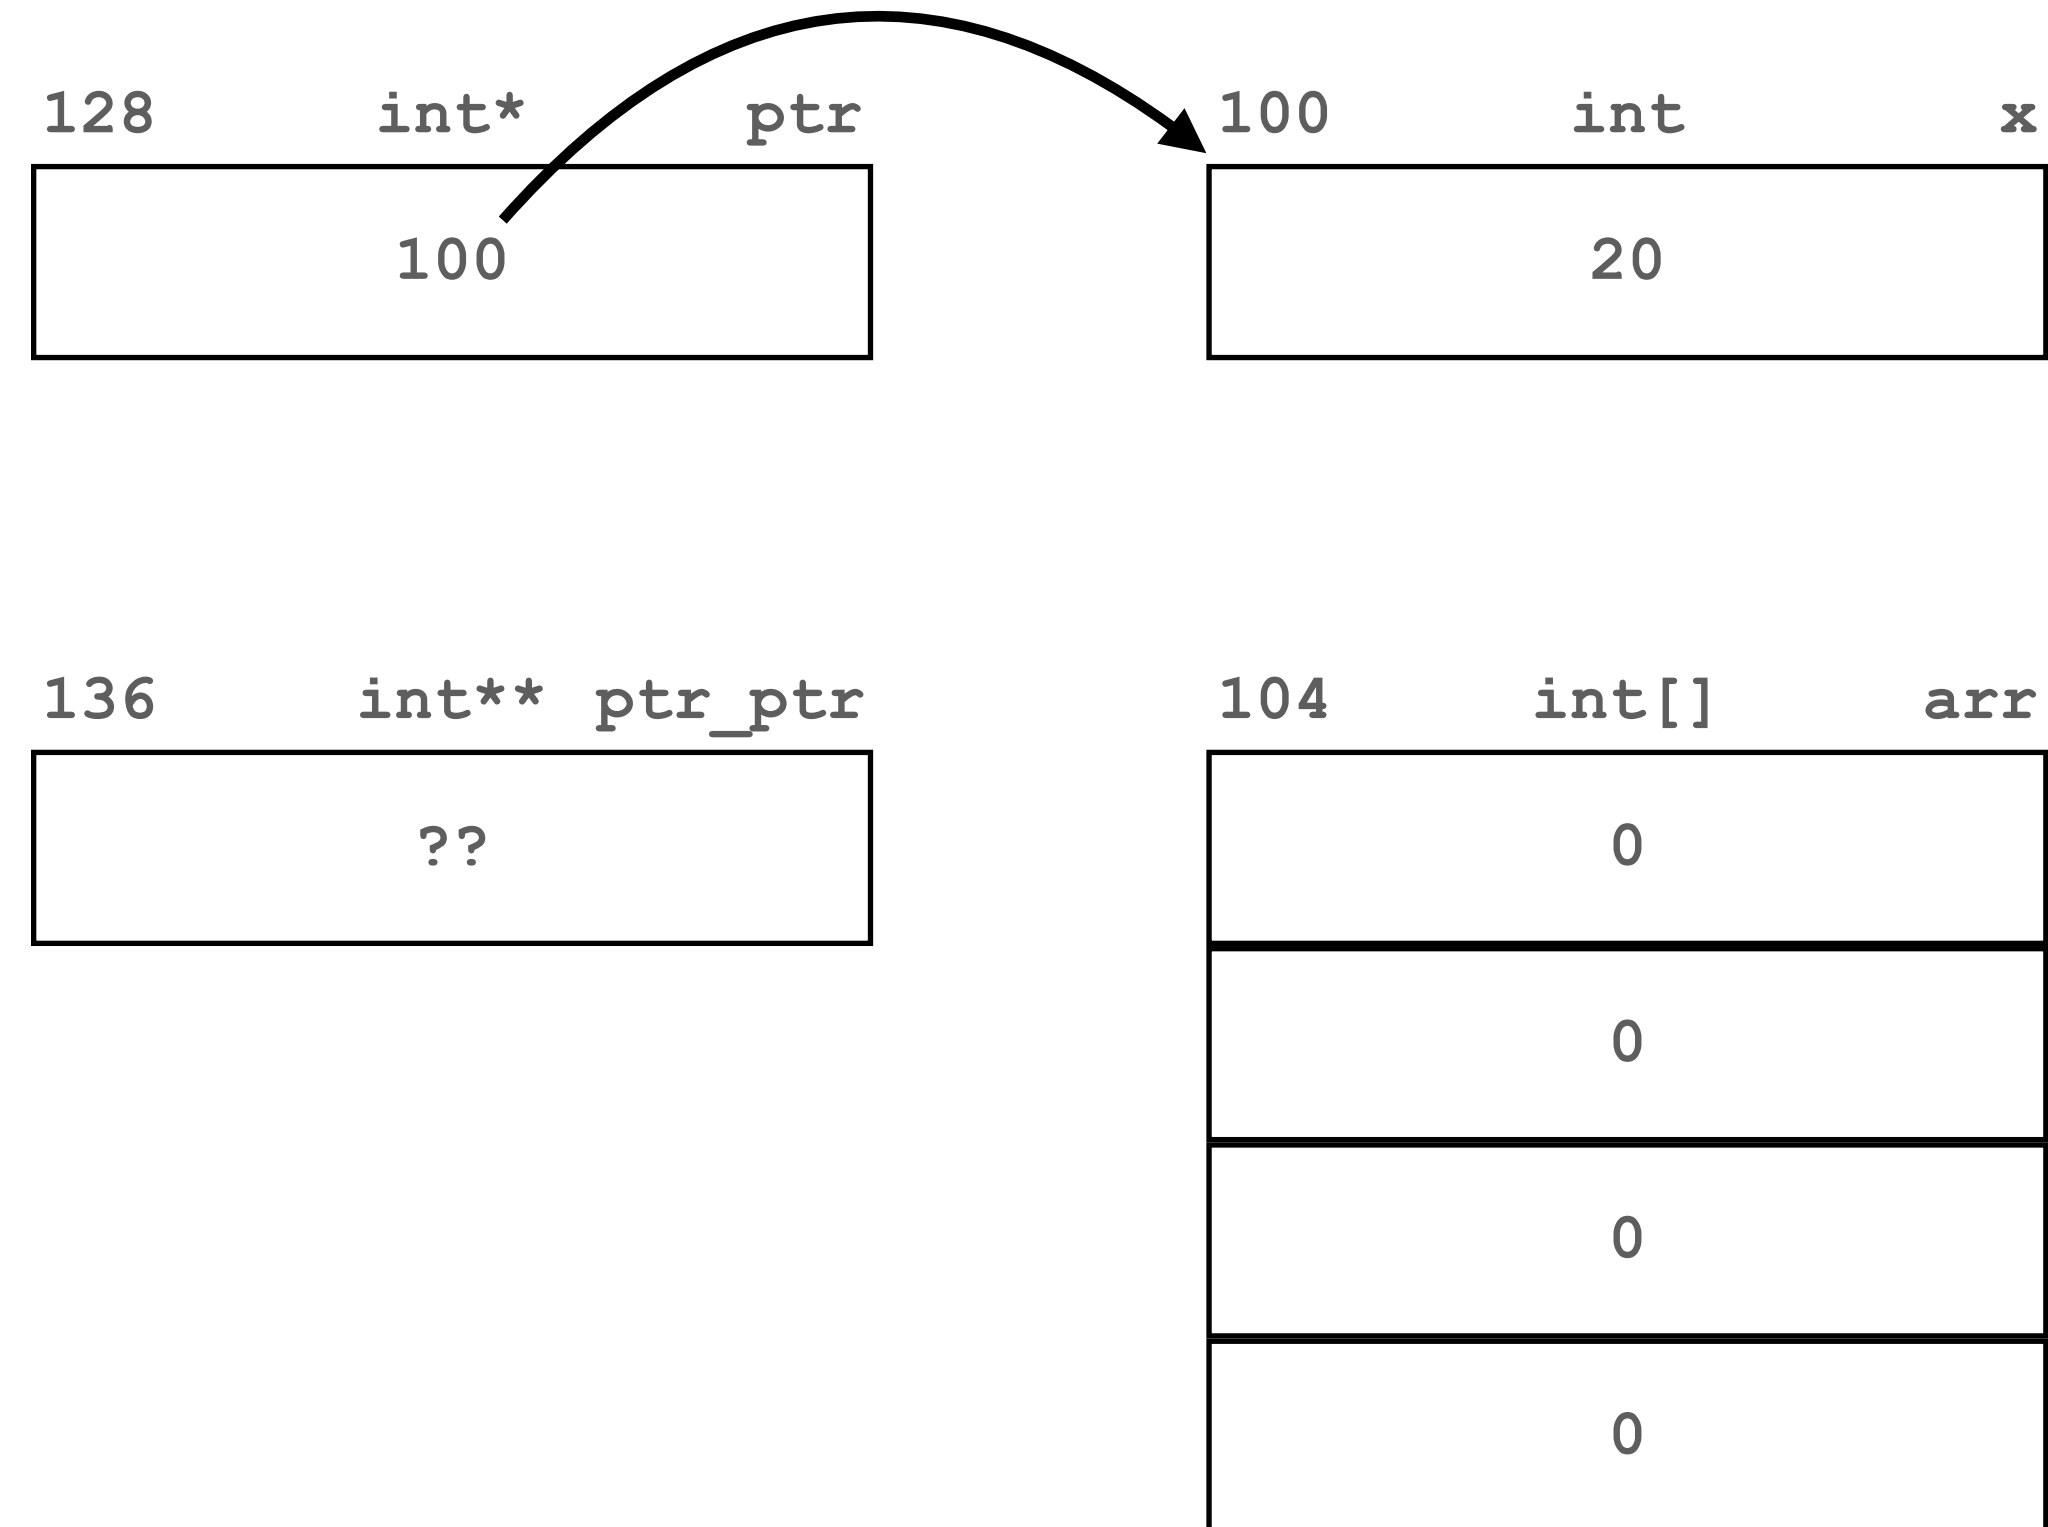 128 int* ptr
100
100 int x
20
136 int** ptr_ptr
??
104 int[] arr
0
0
0
0